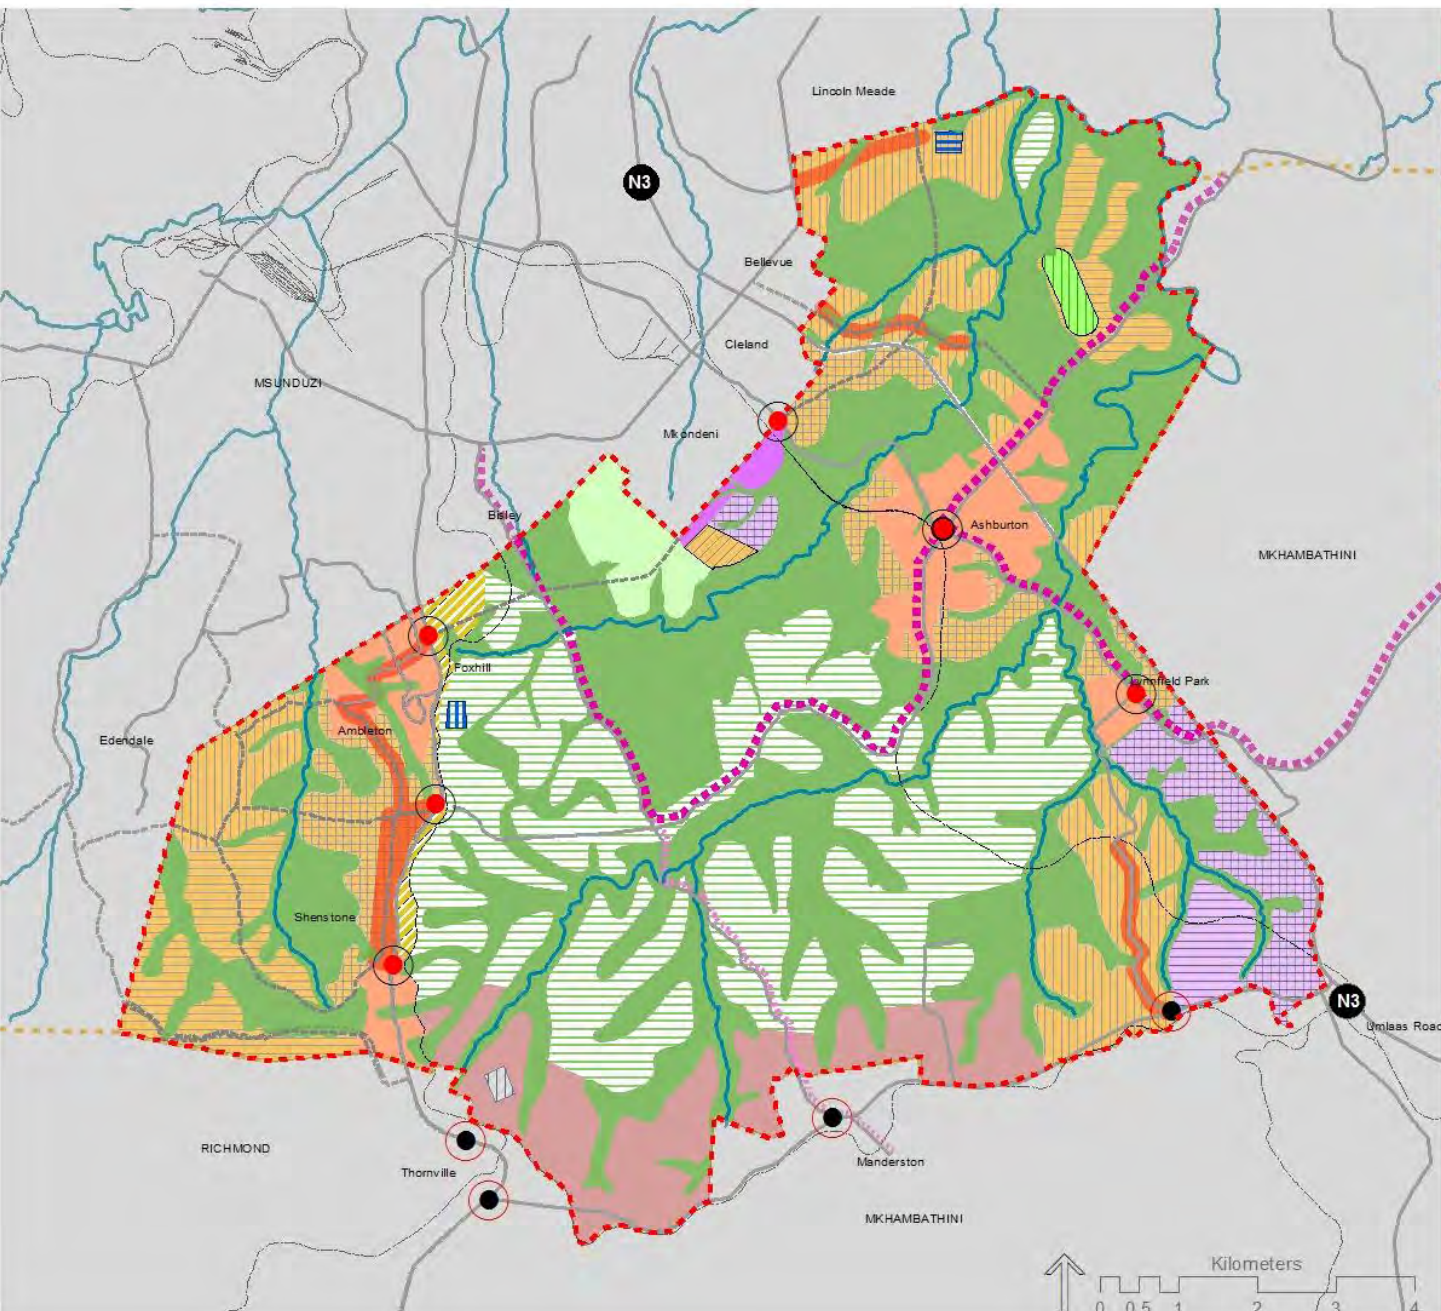 Lincoln Meade
N3
Bellevue
Cleland
MSUNDUZI
Mkondeni
Bisley
Ashburton
MKHAMBATHINI
Foxhill
Lynnfield Park
Ambleton
Edendale
Shenstone
N3
Umlaas Road
RICHMOND
Thornville
Manderston
MKHAMBATHINI
Kilometers
0 0.5 1 2 3 4